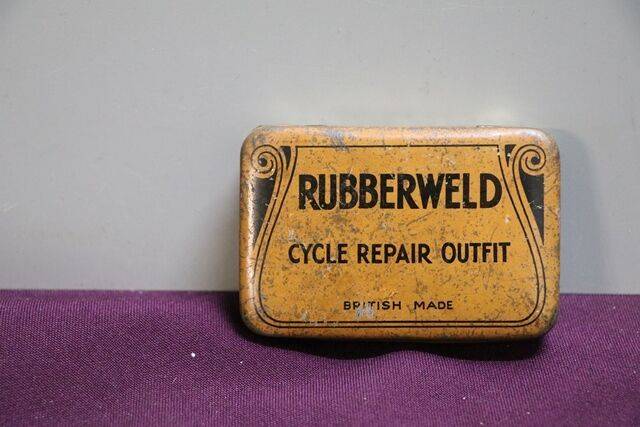 RUBBERWELD
CYCLE REPAIR OUTFIT
BRITISH MADE